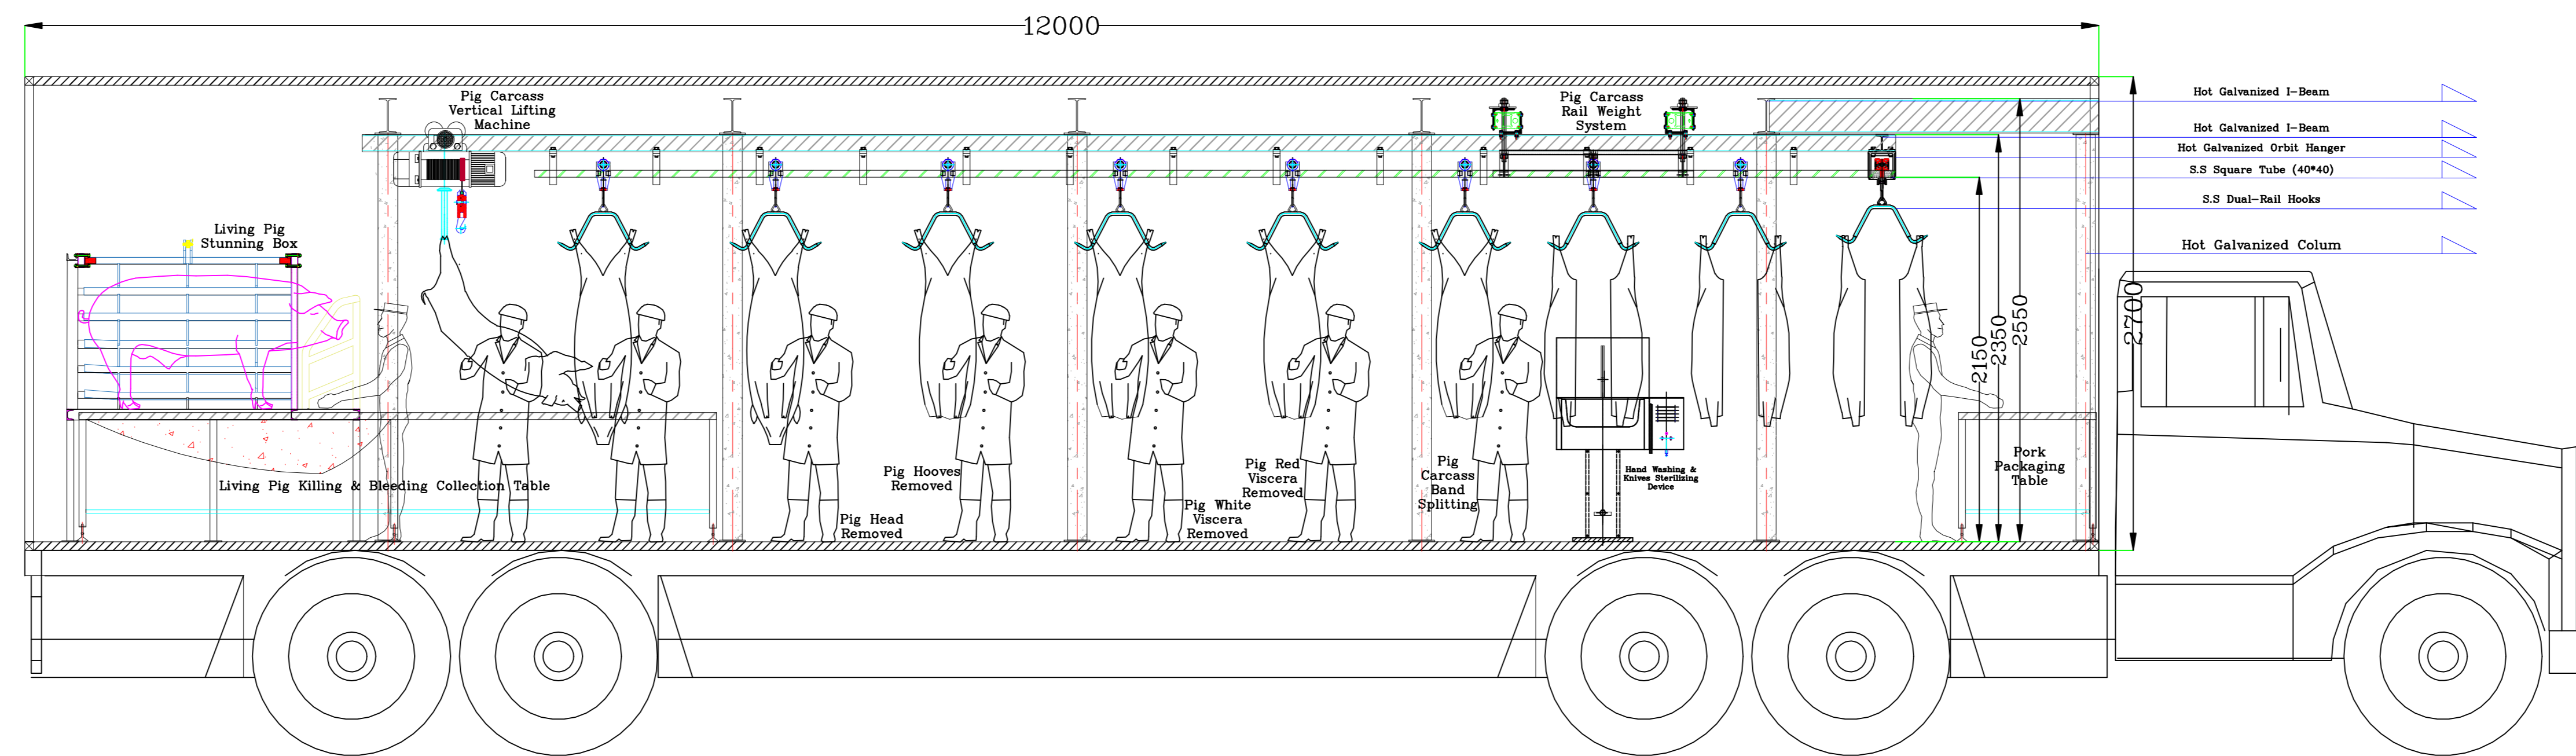 12000
Pig Carcass
Vertical Lifting
Machine
Pig Carcass
Rail Weight
System
Hot Galvanized I-Beam
Hot Galvanized I-Beam
Hot Galvanized Orbit Hanger
S.S Square Tube (40*40)
S.S Dual-Rail Hooks
Hot Galvanized Colum
Living Pig
Stunning Box
2150
2350
2550
2700
Living Pig Killing & Bleeding Collection Table
Pig Head
Removed
Pig Hooves
Removed
Pig White
Viscera
Removed
Pig Red
Viscera
Removed
Pig
Carcass
Band
Splitting
Hand Washing &
Knives Sterilizing
Device
Pork
Packaging
Table